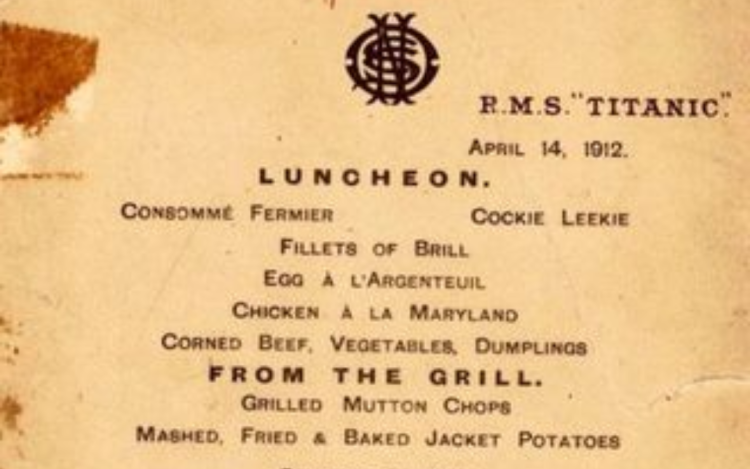 R.M.S. "TITANIC."
APRIL 14, 1912.
LUNCHEON.
CONSOMMÉ FERMIER COCKIE LEEKIE
FILLETS OF BRILL
EGG À L'ARGENTEUIL
CHICKEN À LA MARYLAND
CORNED BEEF, VEGETABLES, DUMPLINGS
FROM THE GRILL.
GRILLED MUTTON CHOPS
MASHED, FRIED & BAKED JACKET POTATOES